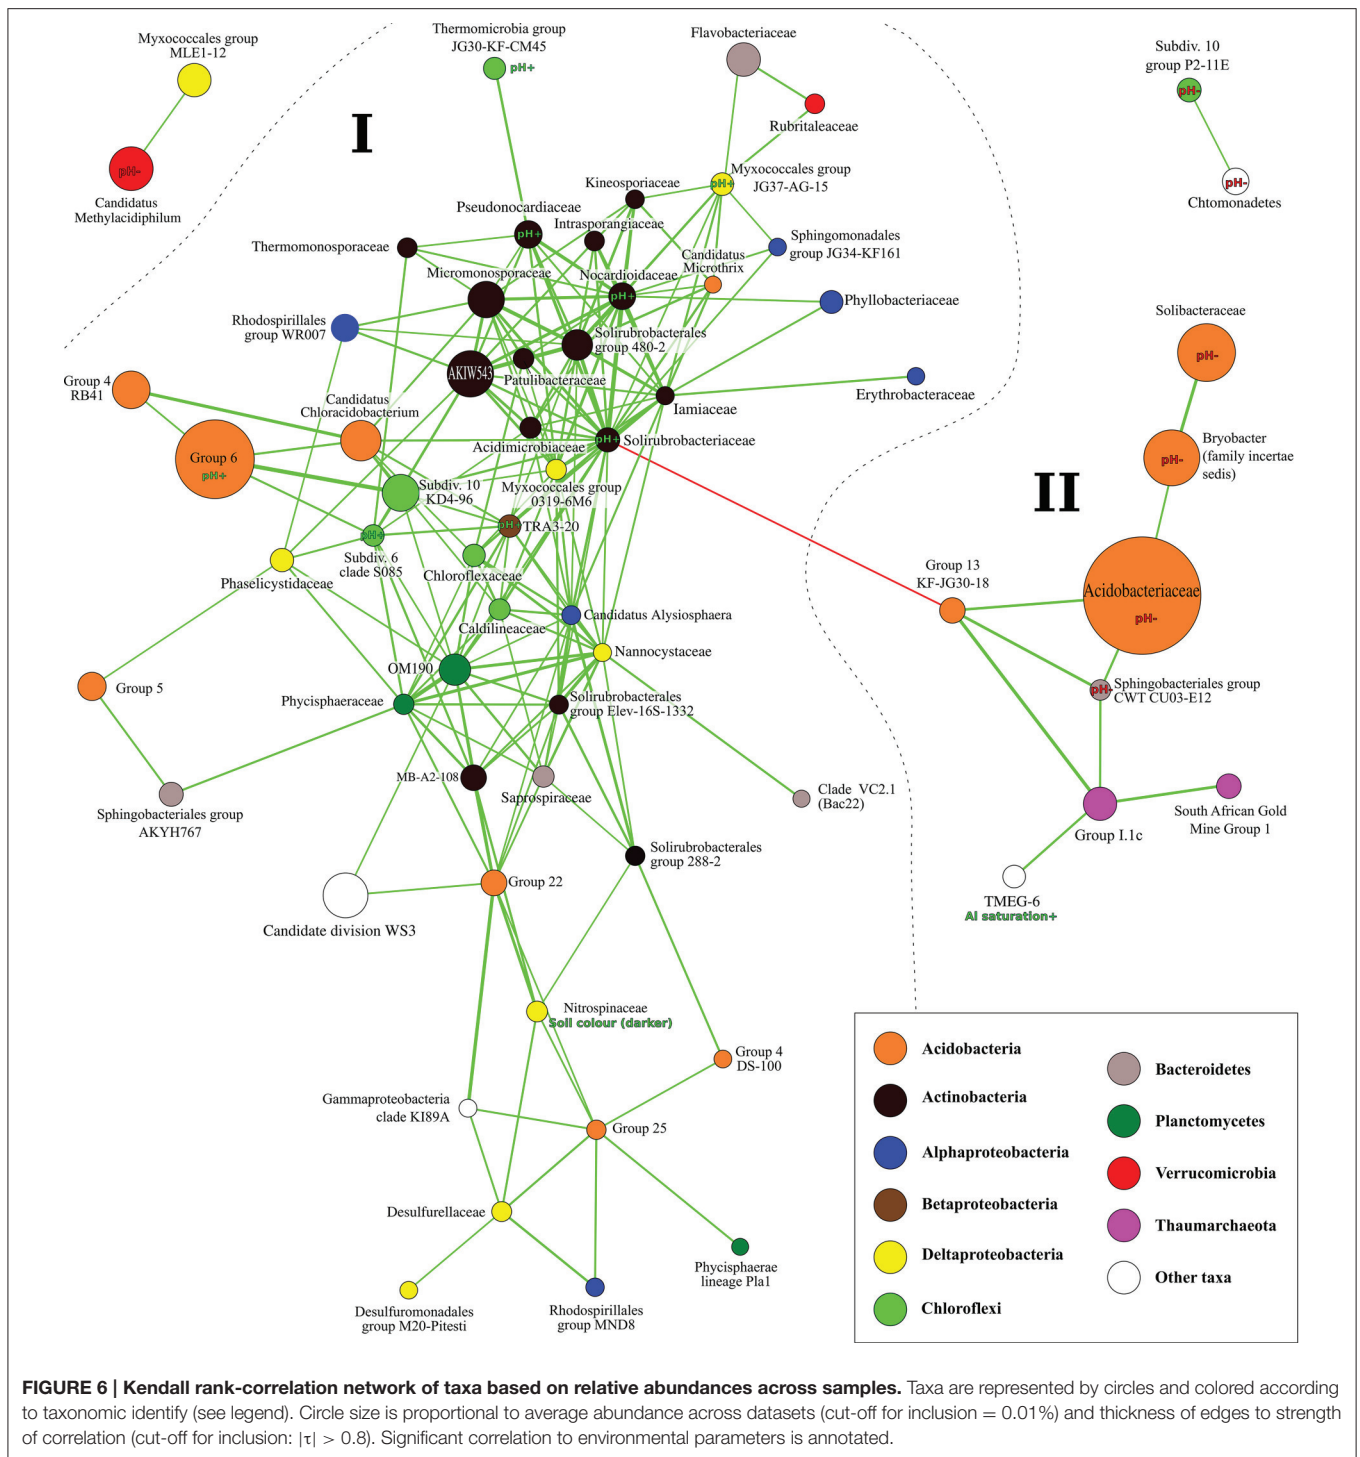 Myxococcales group
MLE1-12
pH-
Candidatus
Methylacidiphilum
Thermomicrobia group
JG30-KF-CM45
pH+
I
Flavobacteriaceae
Rubritaleaceae
Subdiv. 10
group P2-11E
pH-
pH-
Chtomonadetes
Myxococcales group
JG37-AG-15
pH+
Kineosporiaceae
Pseudonocardiaceae
pH+
Intrasporangiaceae
Thermomonosporaceae
Sphingomonadales
group JG34-KF161
Candidatus
Microthrix
Micromonosporaceae
Nocardioidaceae
pH+
Phyllobacteriaceae
Rhodospirillales
group WR007
Solirubrobacterales
group 480-2
AKIW543
Patulibacteraceae
Erytrobacteraceae
Iamiaceae
Group 4
RB41
Candidatus
Chloracidobacterium
Acidimicrobiaceae
pH+
Solirubrobacteriaceae
Group 6
pH+
Myxococcales group
0319-6M6
Subdiv. 10
KD4-96
pH+
TRA3-20
pH+
Subdiv. 6
clade S085
Chloroflexaceae
Phaselicystidaceae
Caldilineaceae
Candidatus Alysiosphaera
Nannocystaceae
OM190
Group 5
Phycisphaeraceae
Solirubrobacterales
group Elev-16S-1332
MB-A2-108
Saprospiraceae
Sphingobacteriales group
AKYH767
Clade VC2.1
(Bac22)
Solirubrobacterales
group 288-2
Group 22
Candidate division WS3
Nitrospinaceae
Soil colour (darker)
Group 4
DS-100
Gammaproteobacteria
clade KI89A
Group 25
Desulfurellaceae
Phycisphaerae
lineage Pla1
Desulfuromonadales
group M20-Pitesti
Rhodospirillales
group MND8
II
Solibacteraceae
pH-
Bryobacter
(family incertae
sedis)
pH-
Group 13
KF-JG30-18
Acidobacteriaceae
pH-
pH-
Sphingobacteriales group
CWT CU03-E12
Group I.1c
South African Gold
Mine Group 1
TMEG-6
Al saturation+
Acidobacteria
Actinobacteria
Alphaproteobacteria
Betaproteobacteria
Deltaproteobacteria
Chloroflexi
Bacteroidetes
Planctomycetes
Verrucomicrobia
Thaumarchaeota
Other taxa
FIGURE 6 | Kendall rank-correlation network of taxa based on relative abundances across samples. Taxa are represented by circles and colored according
to taxonomic identify (see legend). Circle size is proportional to average abundance across datasets (cut-off for inclusion = 0.01%) and thickness of edges to strength
of correlation (cut-off for inclusion: |τ| > 0.8). Significant correlation to environmental parameters is annotated.